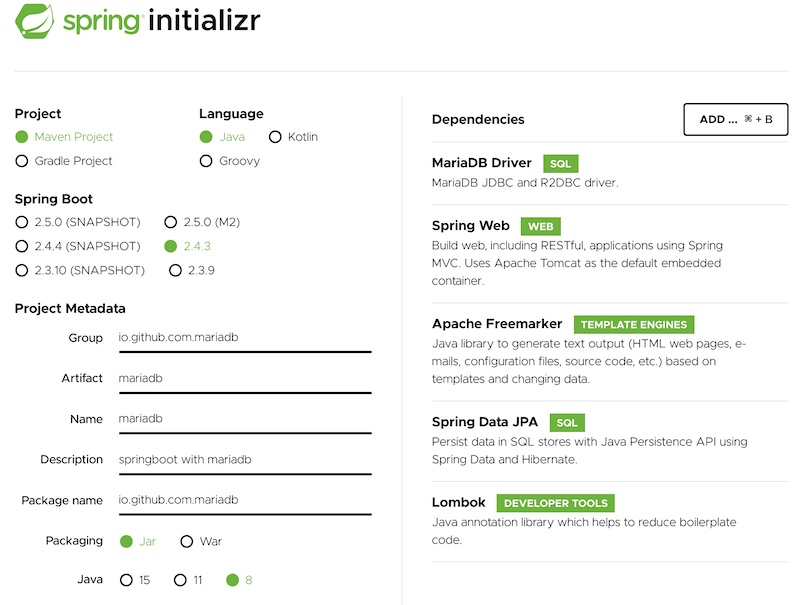 spring initializr
Project
Maven Project
Gradle Project
Language
Java Kotlin
Groovy
Spring Boot
2.5.0 (SNAPSHOT) 2.5.0 (M2)
2.4.4 (SNAPSHOT) 2.4.3
2.3.10 (SNAPSHOT) 2.3.9
Project Metadata
Group io.github.com.mariadb
Artifact mariadb
Name mariadb
Description springboot with mariadb
Package name io.github.com.mariadb
Packaging Jar War
Java 15 11 8
Dependencies ADD ... ⌘ + B
MariaDB Driver SQL
MariaDB JDBC and R2DBC driver.
Spring Web WEB
Build web, including RESTful, applications using Spring
MVC. Uses Apache Tomcat as the default embedded
container.
Apache Freemarker TEMPLATE ENGINES
Java library to generate text output (HTML web pages, e-
mails, configuration files, source code, etc.) based on
templates and changing data.
Spring Data JPA SQL
Persist data in SQL stores with Java Persistence API using
Spring Data and Hibernate.
Lombok DEVELOPER TOOLS
Java annotation library which helps to reduce boilerplate
code.